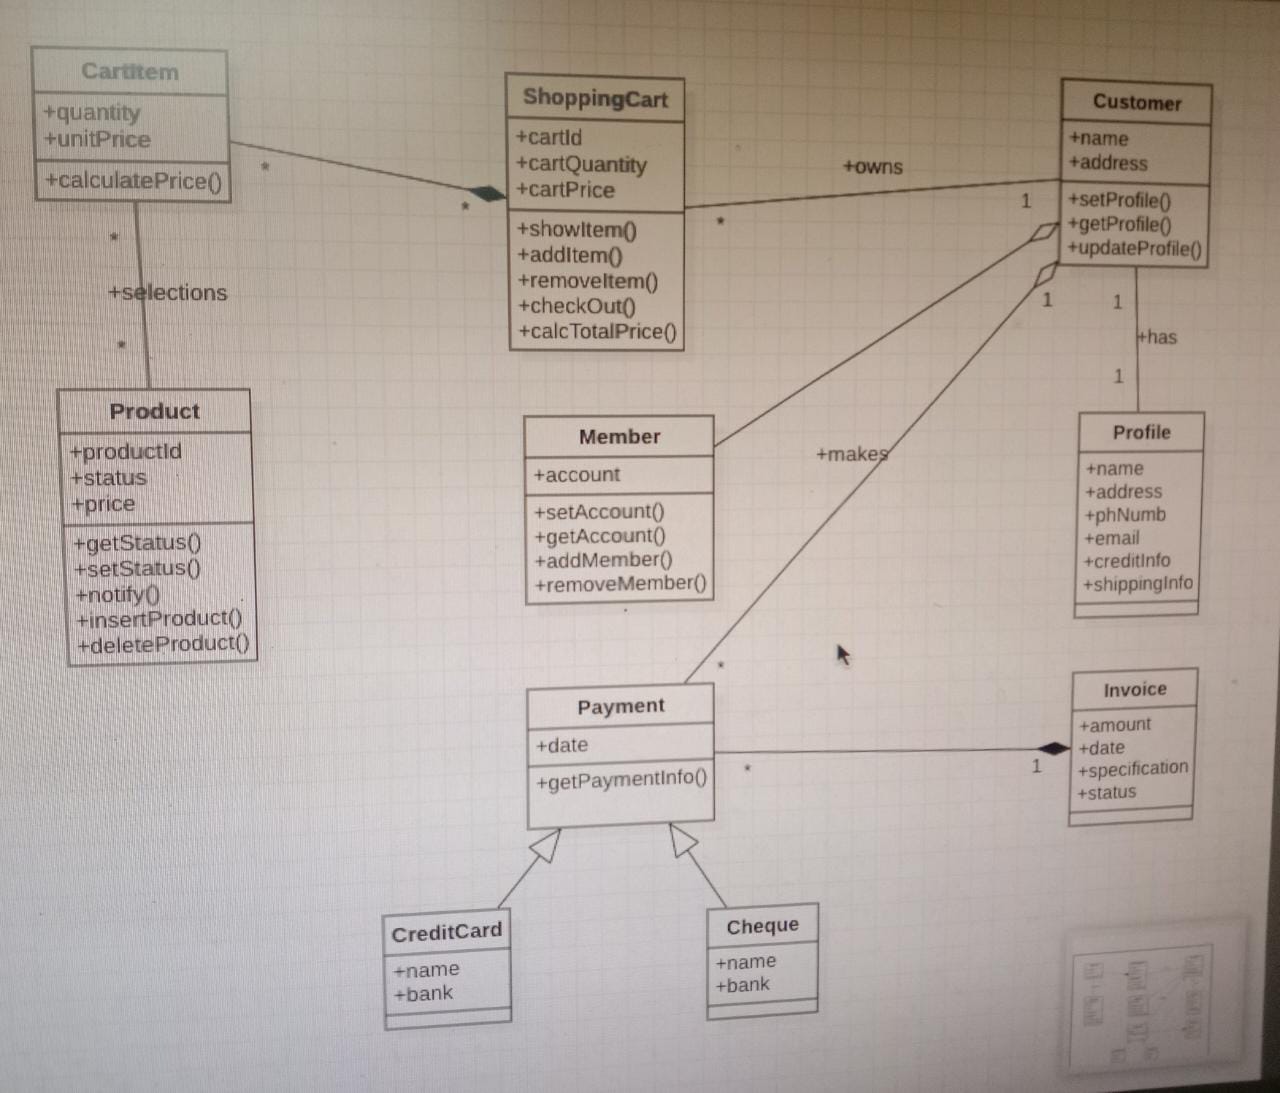 CartItem
+quantity
+unitPrice
+calculatePrice()
*
*
ShoppingCart
+cartId
+cartQuantity
+cartPrice
+showItem()
+addItem()
+removeItem()
+checkOut()
+calcTotalPrice()
+owns
*
1
Customer
+name
+address
+setProfile()
+getProfile()
+updateProfile()
*
+selections
*
1
1
+has
1
Product
+productId
+status
+price
+getStatus()
+setStatus()
+notify()
+insertProduct()
+deleteProduct()
Member
+account
+setAccount()
+getAccount()
+addMember()
+removeMember()
+makes
*
Profile
+name
+address
+phNumb
+email
+creditInfo
+shippingInfo
Payment
+date
+getPaymentInfo()
*
1
Invoice
+amount
+date
+specification
+status
CreditCard
+name
+bank
Cheque
+name
+bank